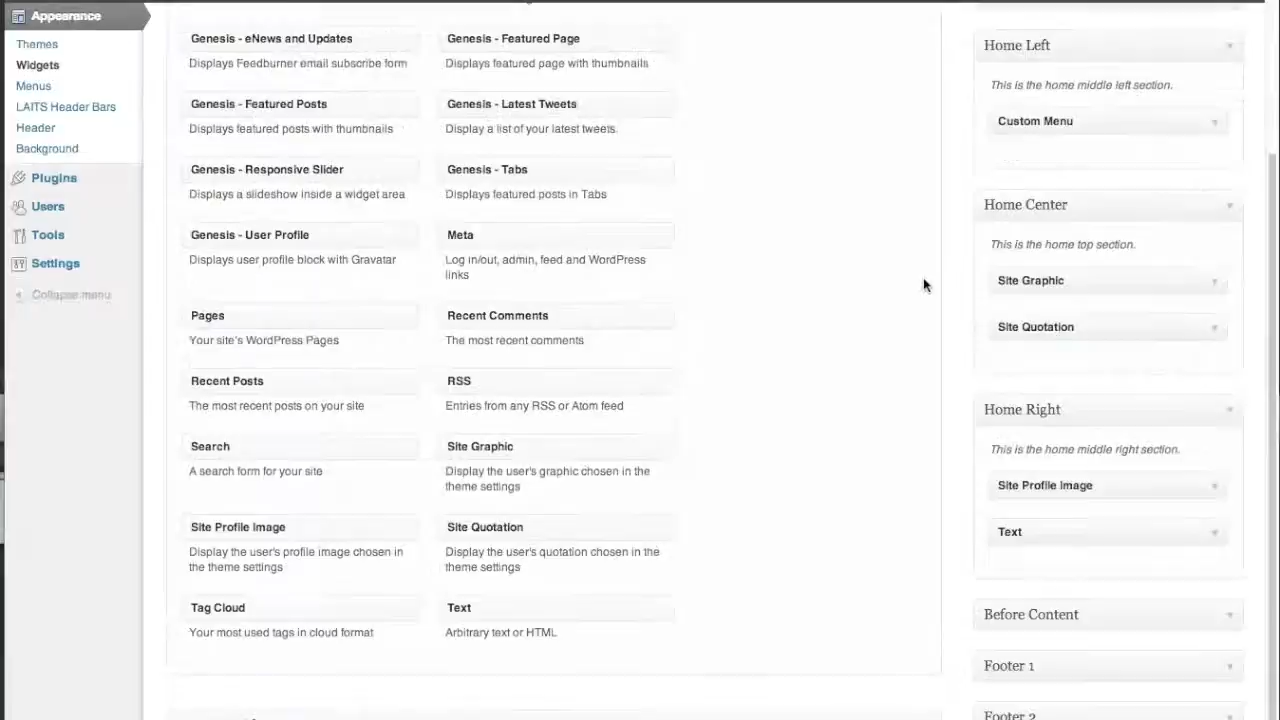 Appearance
Themes
Widgets
Menus
LAITS Header Bars
Header
Background
Plugins
Users
Tools
Settings
Collapse menu
Genesis - eNews and Updates
Displays Feedburner email subscribe form
Genesis - Featured Page
Displays featured page with thumbnails
Genesis - Featured Posts
Displays featured posts with thumbnails
Genesis - Latest Tweets
Display a list of your latest tweets.
Genesis - Responsive Slider
Displays a slideshow inside a widget area
Genesis - Tabs
Displays featured posts in Tabs
Genesis - User Profile
Displays user profile block with Gravatar
Meta
Log in/out, admin, feed and WordPress
links
Pages
Your site's WordPress Pages
Recent Comments
The most recent comments
Recent Posts
The most recent posts on your site
RSS
Entries from any RSS or Atom feed
Search
A search form for your site
Site Graphic
Display the user's graphic chosen in the
theme settings
Site Profile Image
Display the user's profile image chosen in
the theme settings
Site Quotation
Display the user's quotation chosen in the
theme settings
Tag Cloud
Your most used tags in cloud format
Text
Arbitrary text or HTML
Home Left
This is the home middle left section.
Custom Menu
Home Center
This is the home top section.
Site Graphic
Site Quotation
Home Right
This is the home middle right section.
Site Profile Image
Text
Before Content
Footer 1
Footer 2